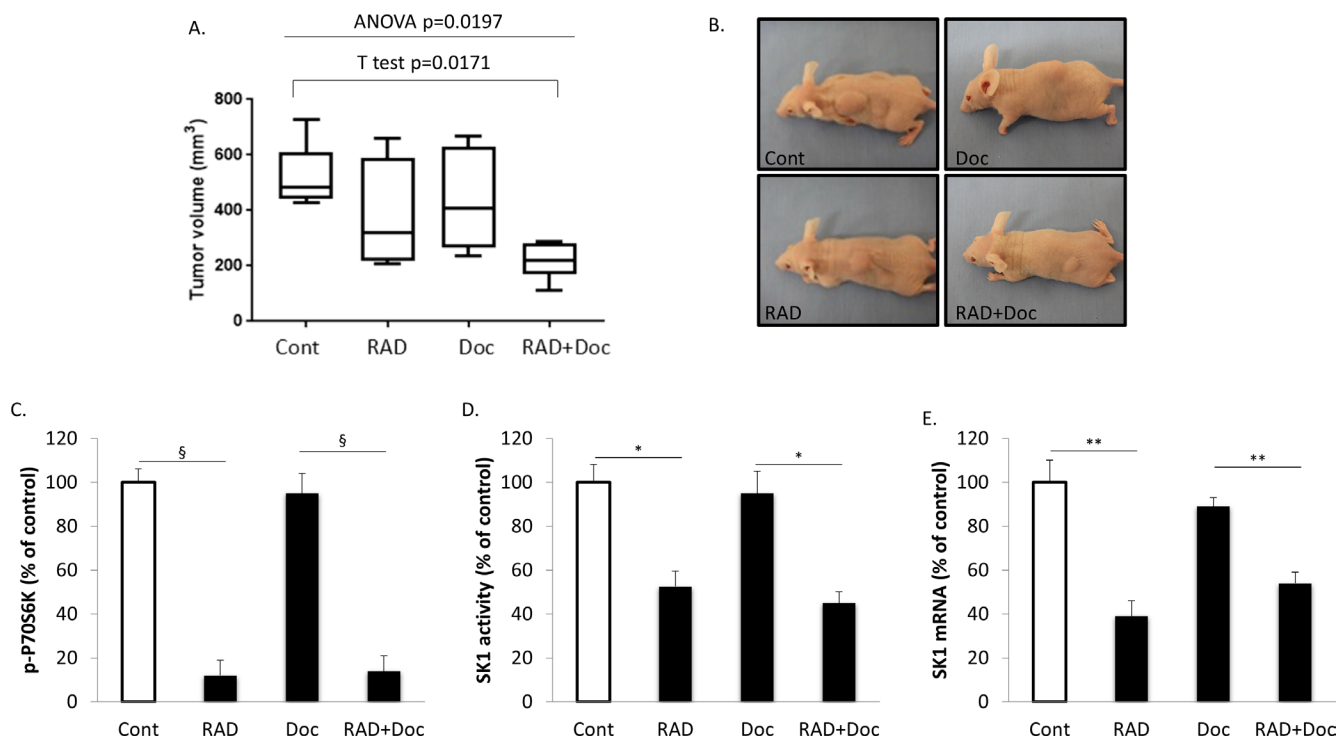 A.
ANOVA p=0.0197
T test p=0.0171
Tumor volume (mm³)
800
600
400
200
0
Cont RAD Doc RAD+Doc
B.
Cont
Doc
RAD
RAD+Doc
C.
p-P70S6K (% of control)
120
100
80
60
40
20
0
§
§
Cont RAD Doc RAD+Doc
D.
SK1 activity (% of control)
120
100
80
60
40
20
0
*
*
Cont RAD Doc RAD+Doc
E.
SK1 mRNA (% of control)
120
100
80
60
40
20
0
**
**
Cont RAD Doc RAD+Doc